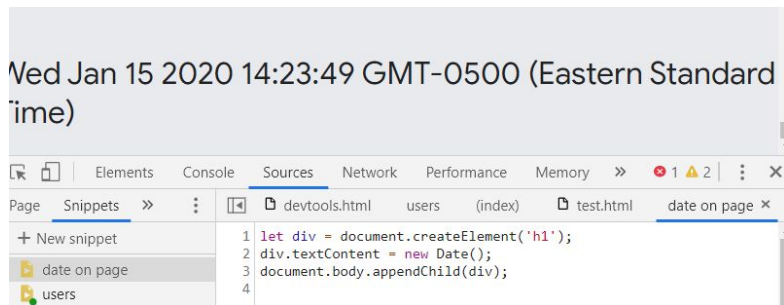 Wed Jan 15 2020 14:23:49 GMT-0500 (Eastern Standard
Time)
Elements Console Sources Network Performance Memory » 1 2
Page Snippets » devtools.html users (index) test.html date on page ×
+ New snippet
date on page
users
1 let div = document.createElement('h1');
2 div.textContent = new Date();
3 document.body.appendChild(div);
4